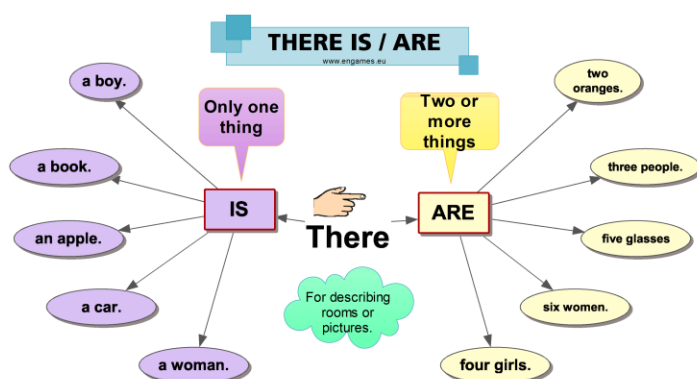 THERE IS / ARE
www.engames.eu
Only one
thing
Two or
more
things
a boy.
a book.
an apple.
a car.
a woman.
IS
There
ARE
two
oranges.
three people.
five glasses
six women.
four girls.
For describing
rooms or
pictures.